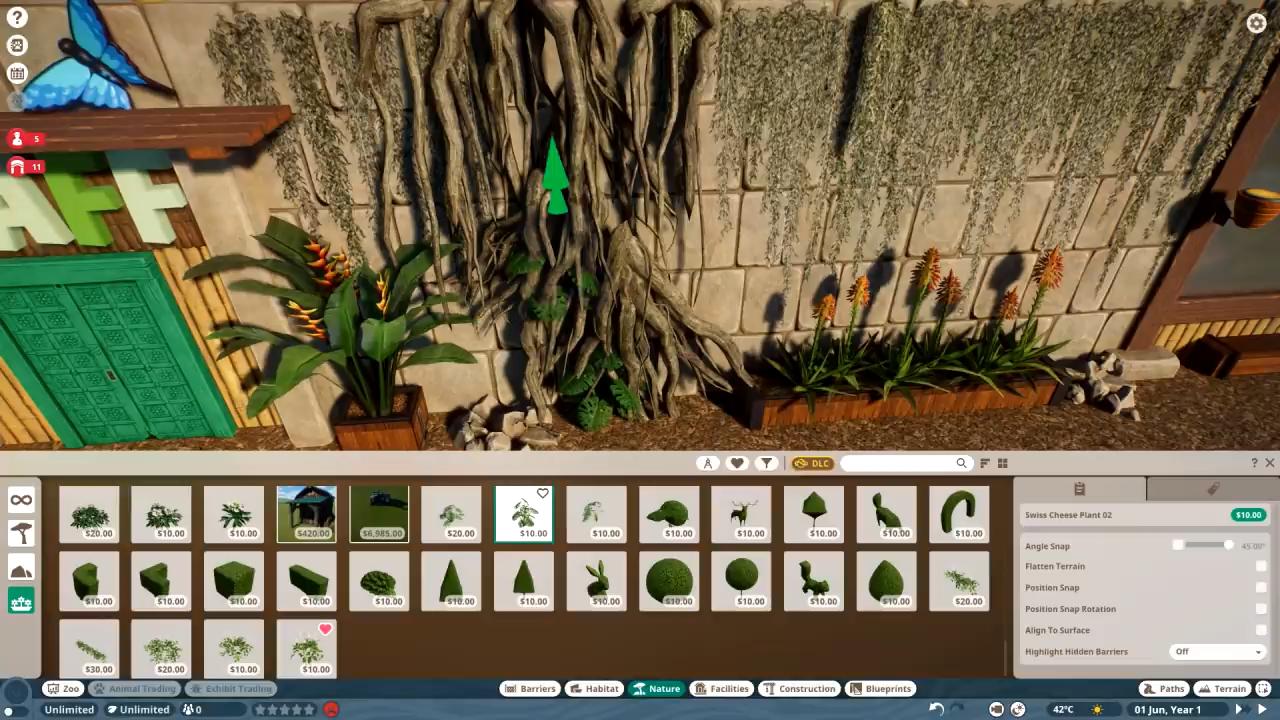 ?
5
11
AFF
DLC
?
$20.00 $10.00 $10.00 $420.00 $6,985.00 $20.00 $10.00 $10.00 $10.00 $10.00 $10.00 $10.00 $10.00
$10.00 $10.00 $10.00 $10.00 $10.00 $10.00 $10.00 $10.00 $10.00 $10.00 $10.00 $10.00 $20.00
$30.00 $20.00 $10.00 $10.00
Swiss Cheese Plant 02 $10.00
Angle Snap 45.00°
Flatten Terrain
Position Snap
Position Snap Rotation
Align To Surface
Highlight Hidden Barriers Off
Zoo Animal Trading Exhibit Trading Barriers Habitat Nature Facilities Construction Blueprints Paths Terrain
Unlimited Unlimited 0 42°C 01 Jun, Year 1